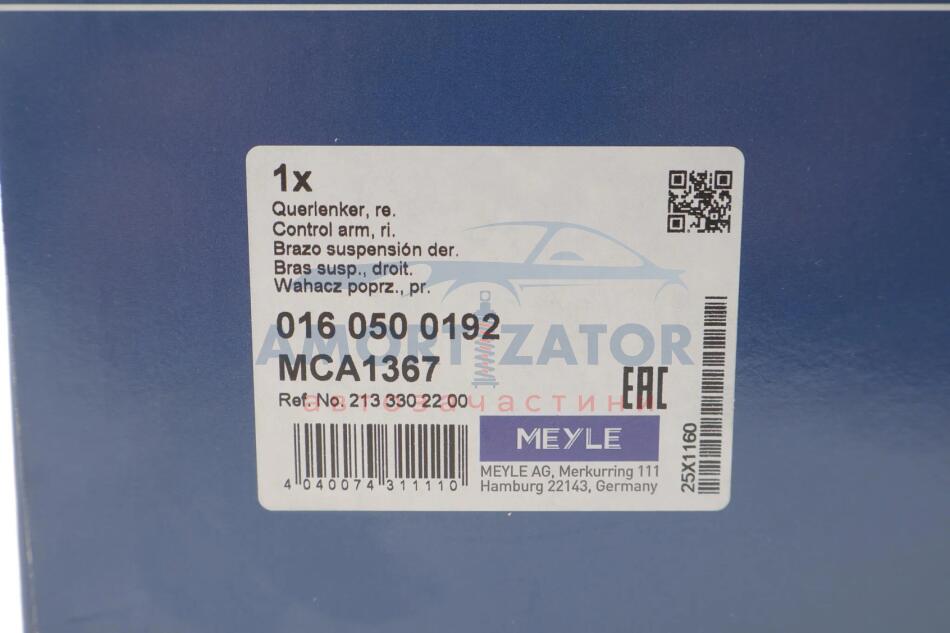 1x
Querlenker, re.
Control arm, ri.
Brazo suspensión der.
Bras susp., droit.
Wahacz poprz., pr.
016 050 0192
AMORTIZATOR
MCA1367
EAC
Ref. No. 213 330 22 00
автозапчастини
MEYLE
4 040074 311110
MEYLE AG, Merkurring 111
Hamburg 22143, Germany
25X1160